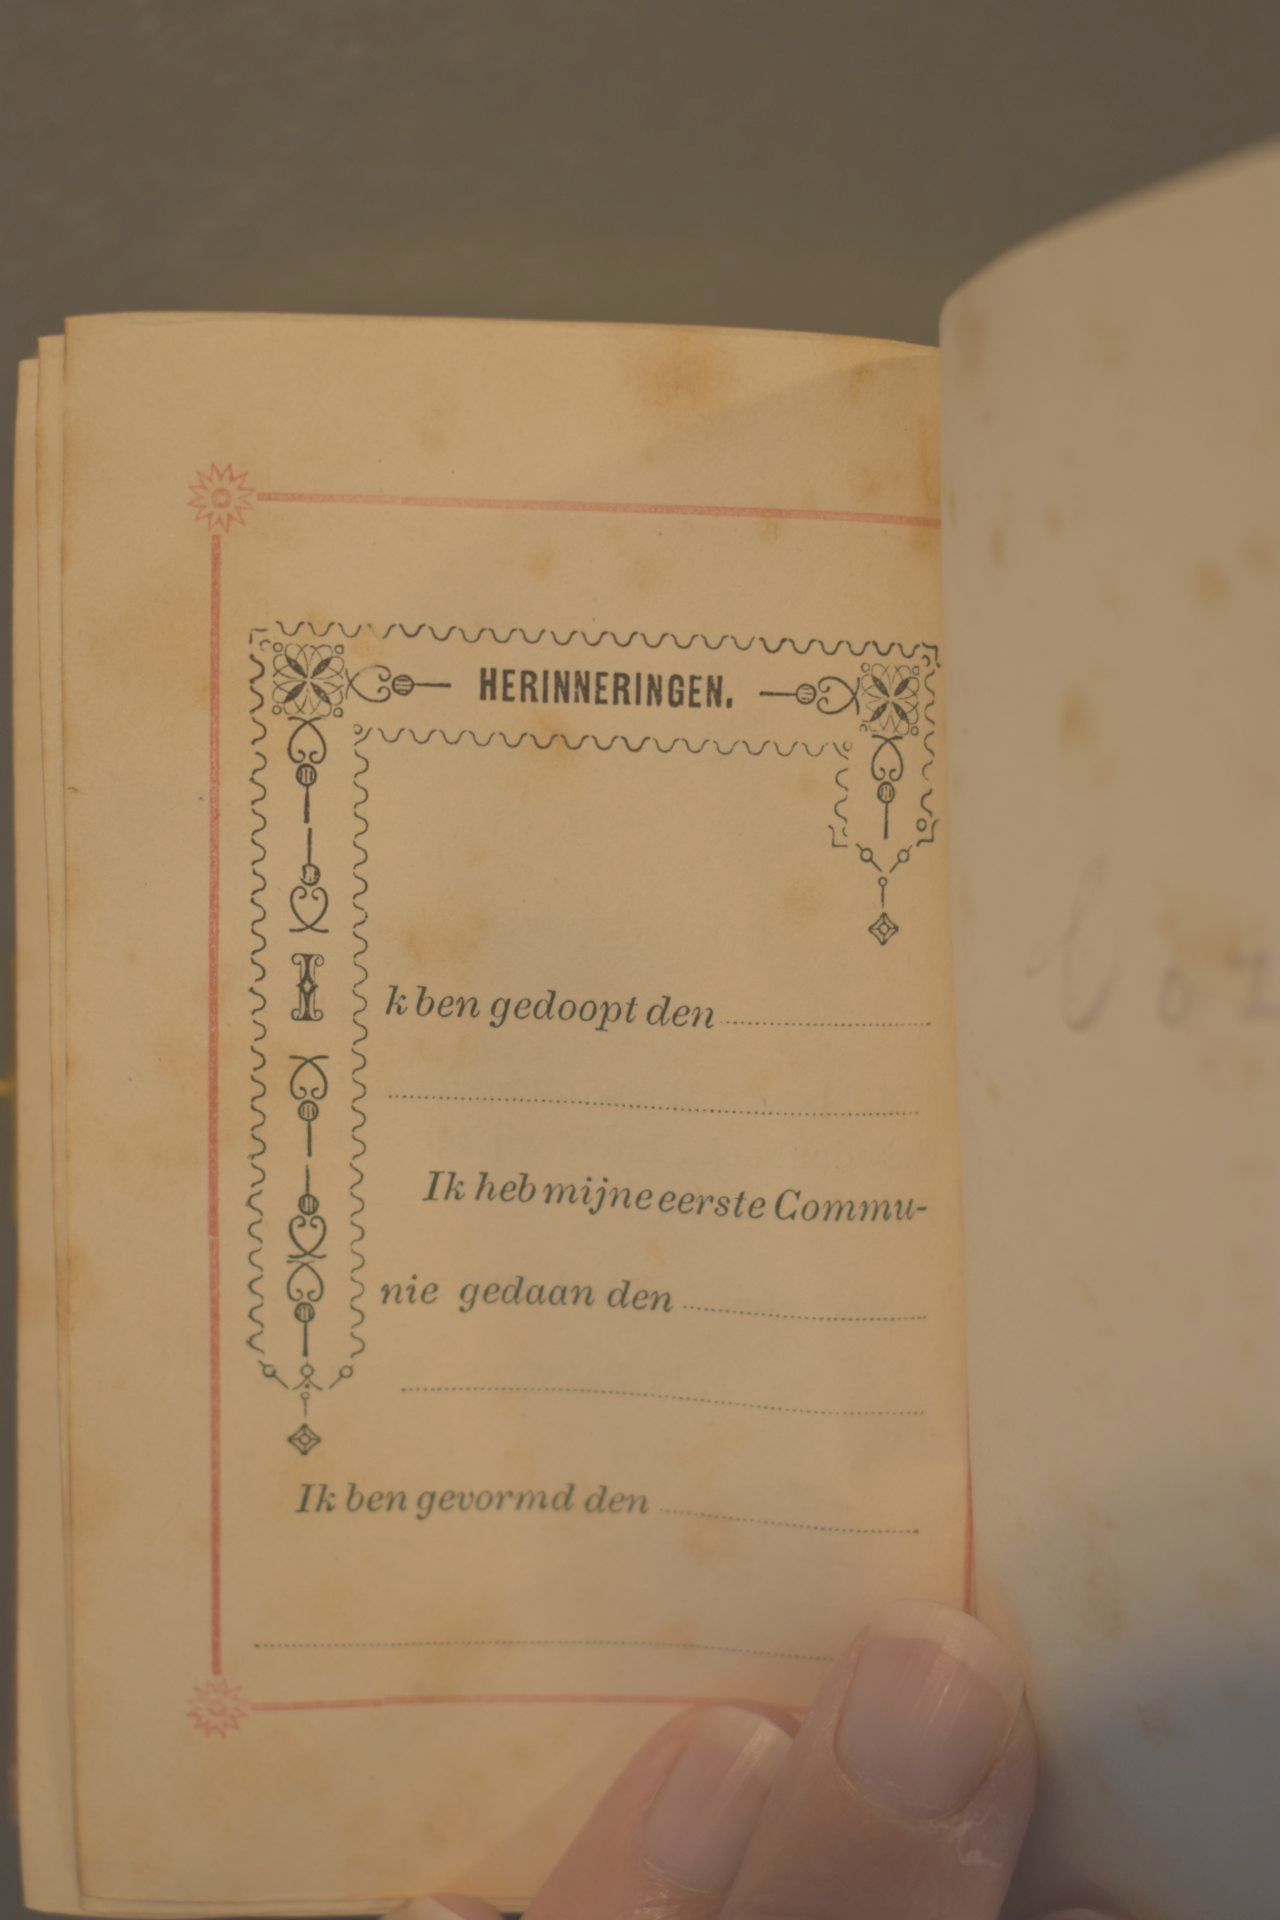 HERINNERINGEN.
Ik ben gedoopt den
Ik heb mijne eerste Commu-
nie gedaan den
Ik ben gevormd den